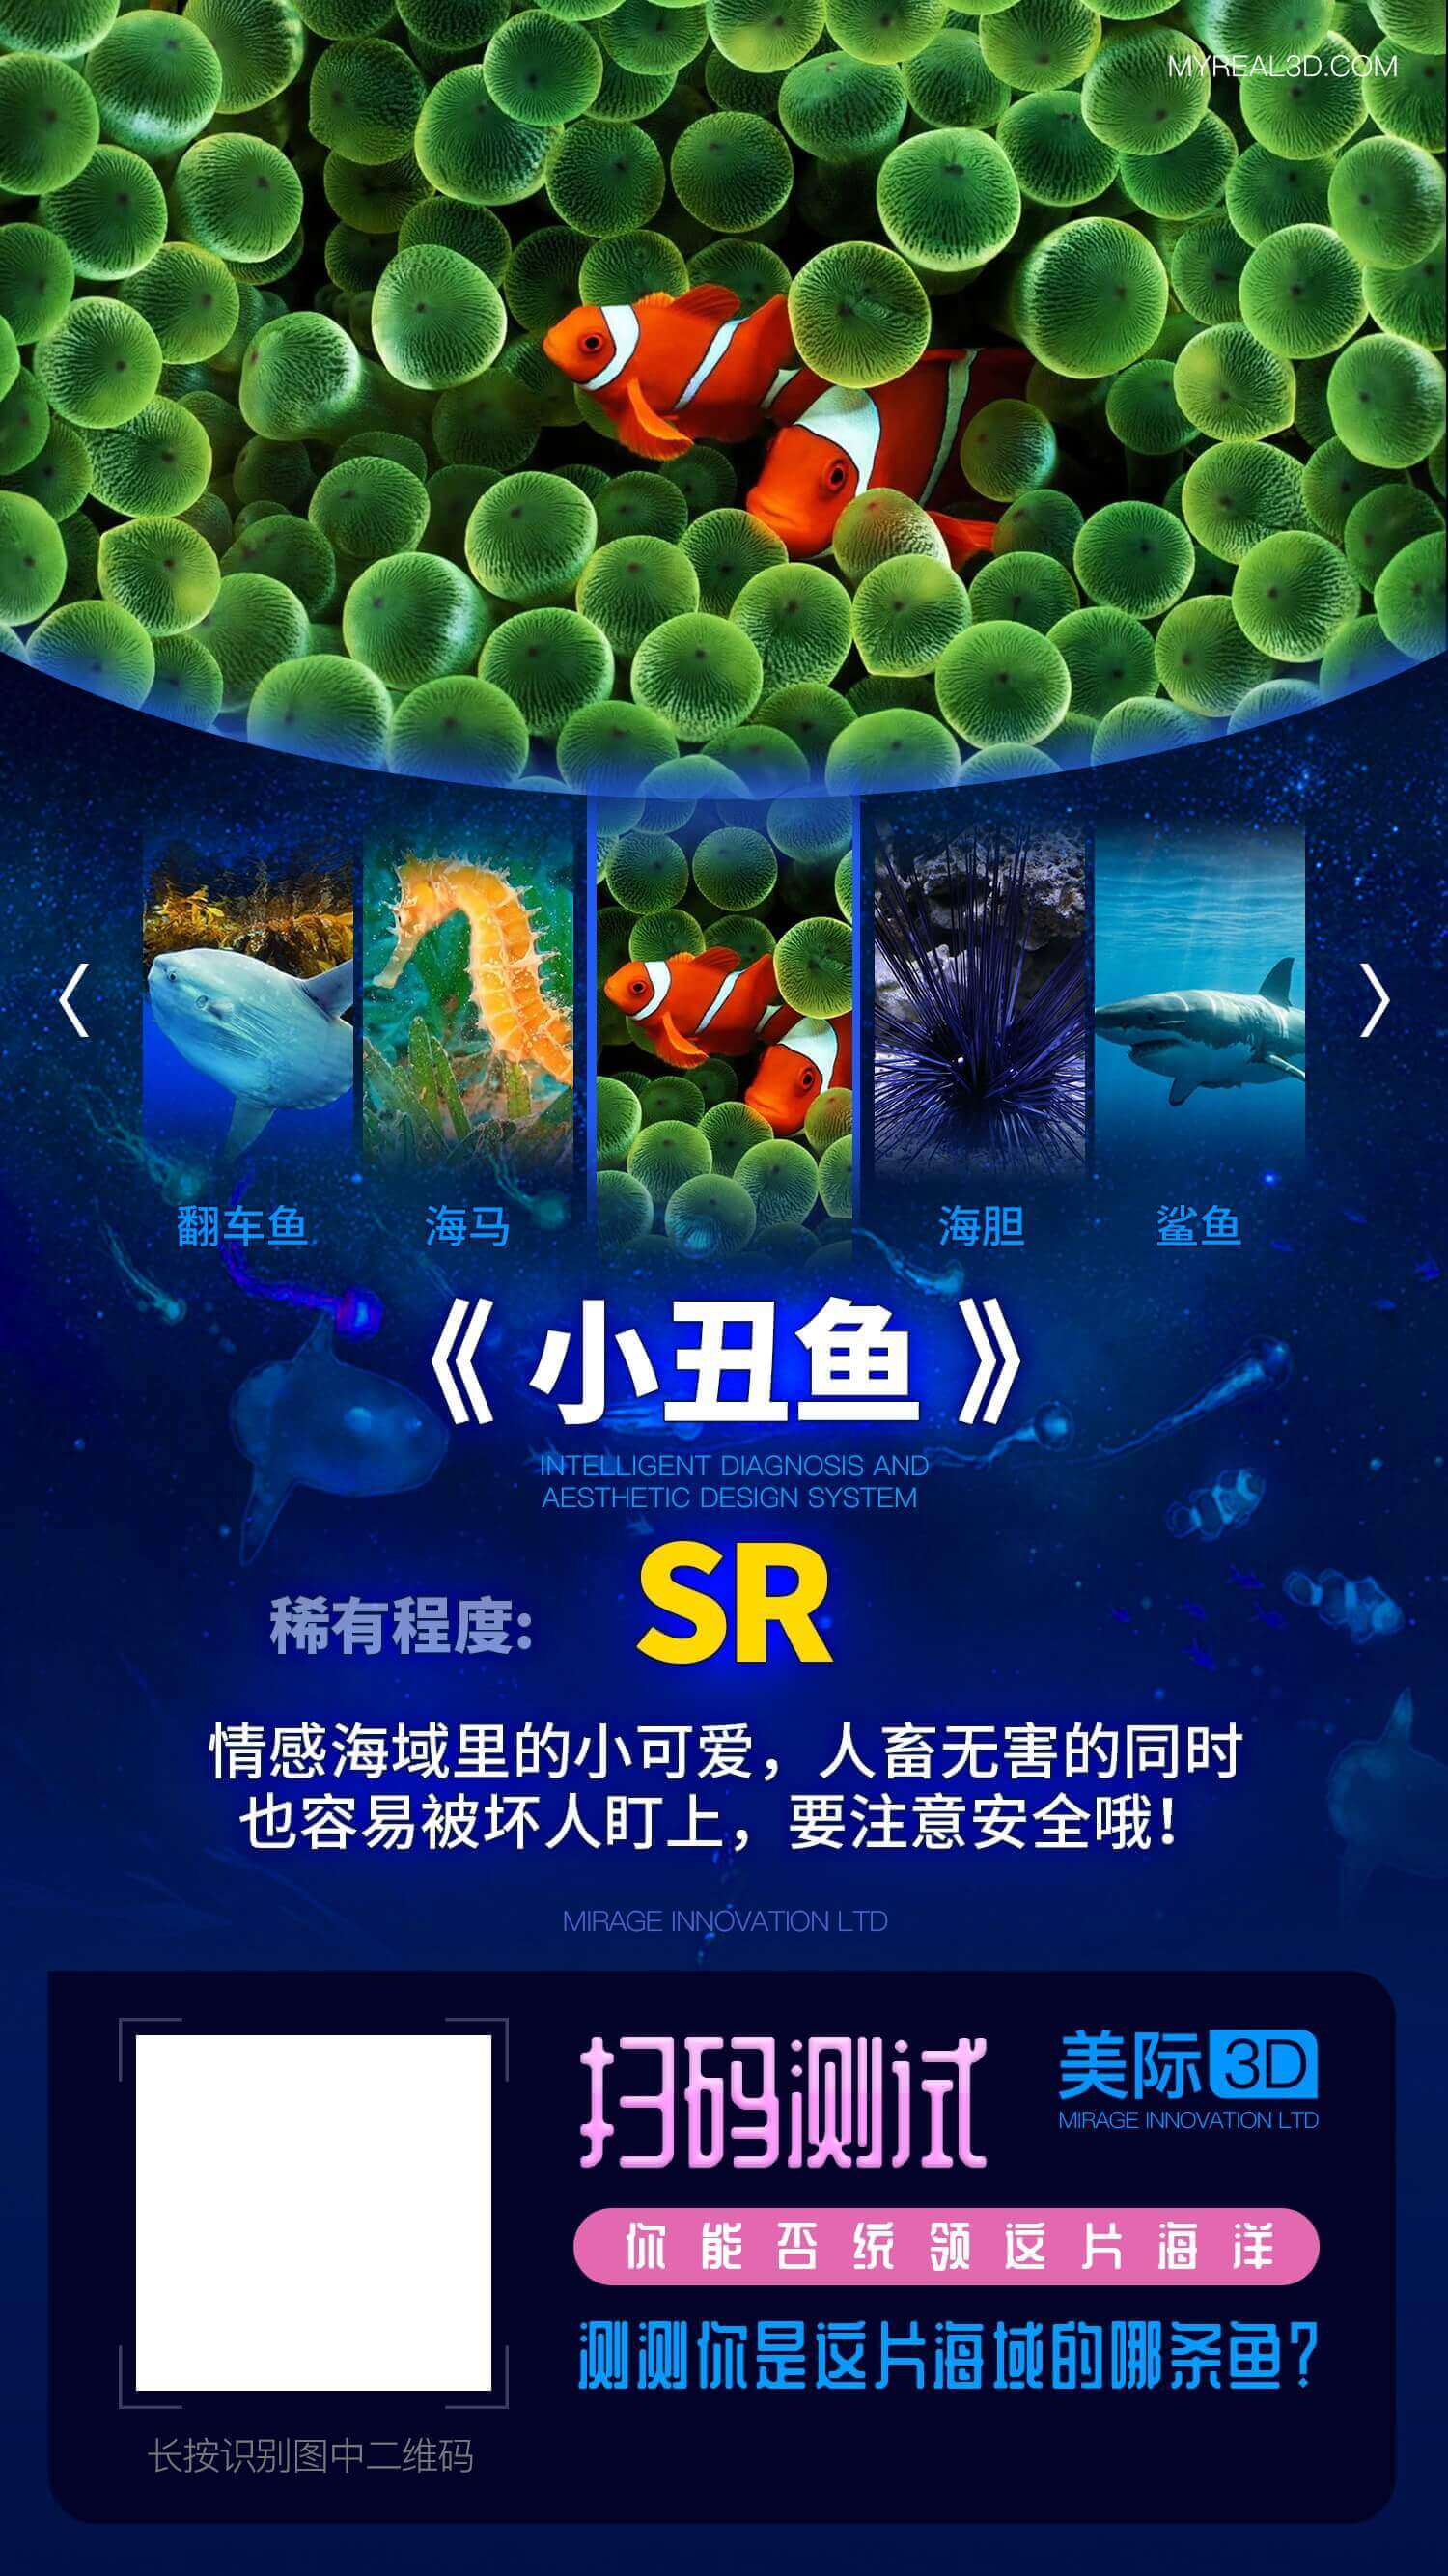 MYREAL3D.COM
翻车鱼
海马
海胆
鲨鱼
《小丑鱼》
INTELLIGENT DIAGNOSIS AND
AESTHETIC DESIGN SYSTEM
稀有程度:
SR
情感海域里的小可爱，人畜无害的同时
也容易被坏人盯上，要注意安全哦！
MIRAGE INNOVATION LTD
扫码测试
美际3D
MIRAGE INNOVATION LTD
你能否统领这片海洋
测测你是这片海域的哪条鱼？
长按识别图中二维码